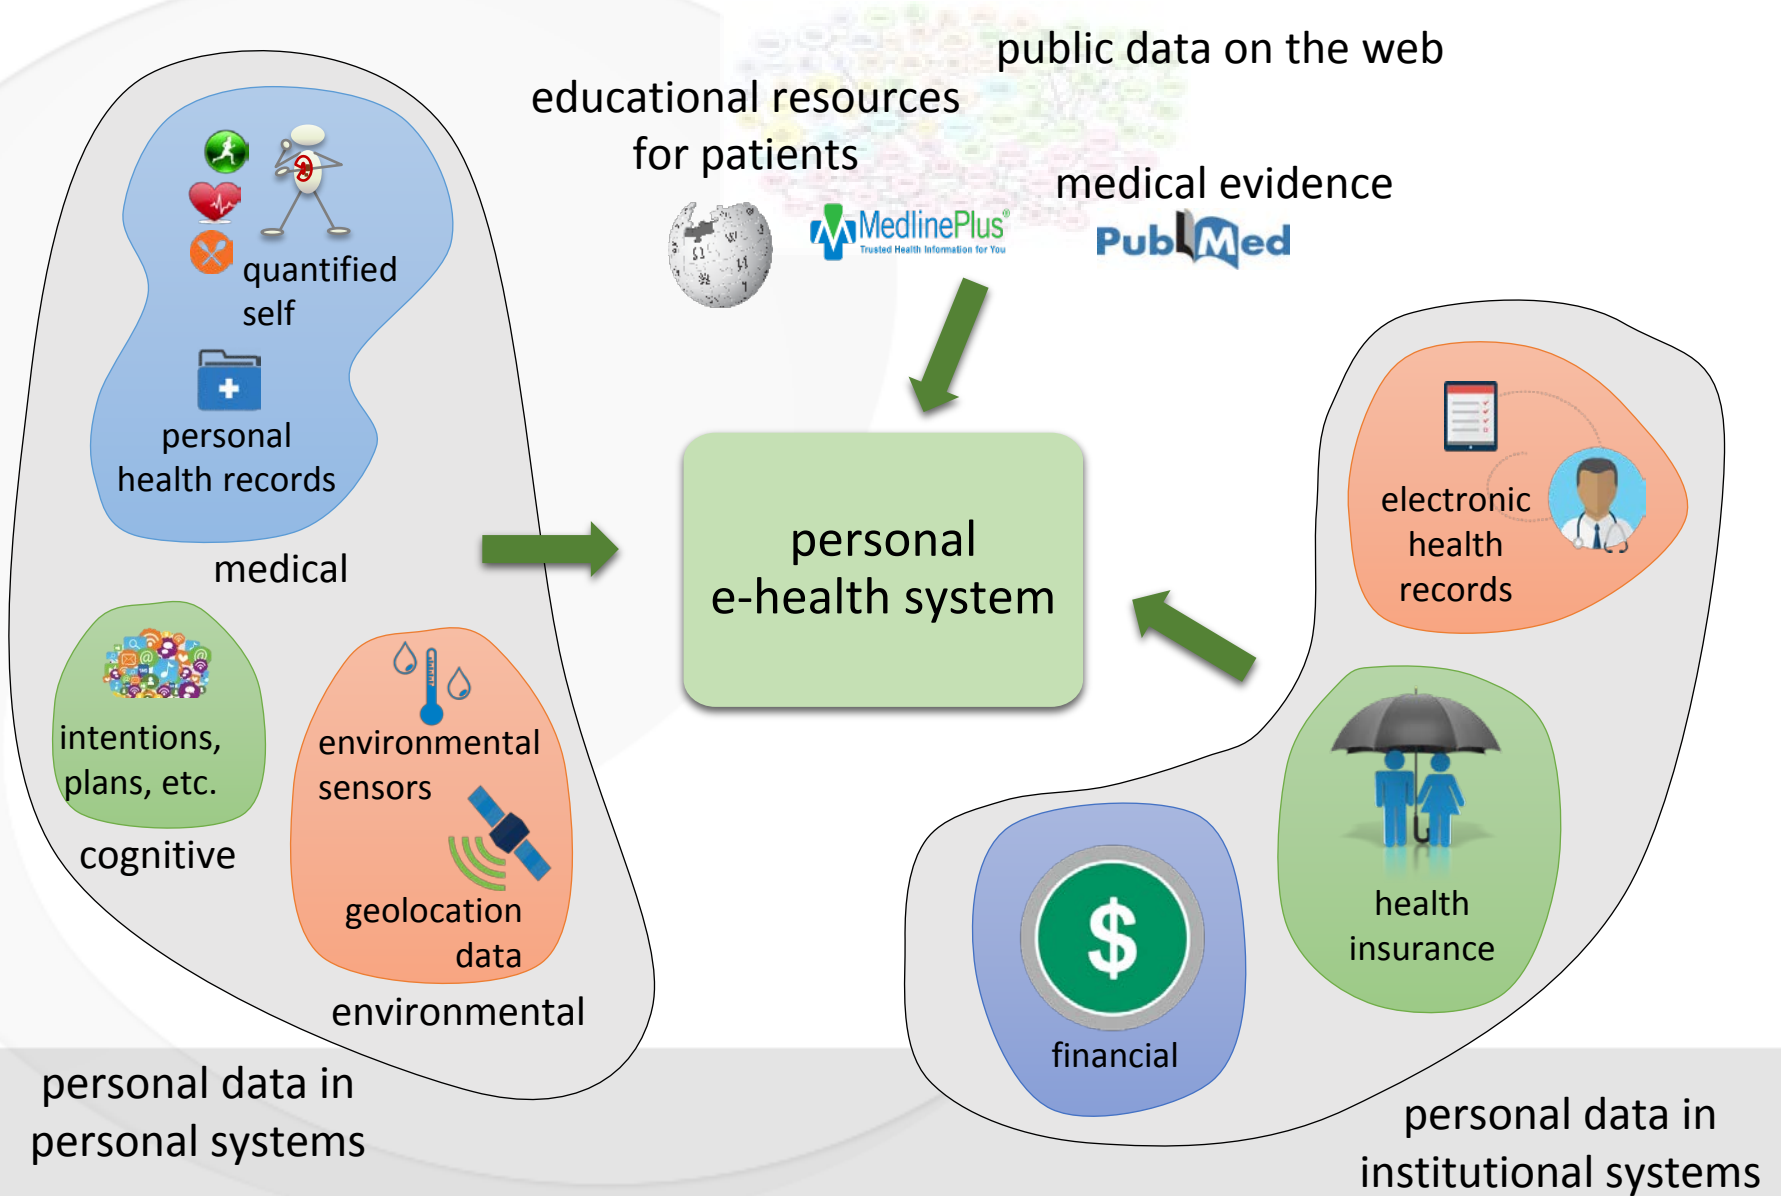 public data on the web
educational resources
for patients
medical evidence
MedlinePlus®
Trusted Health Information for You
PubMed
quantified
self
personal
health records
medical
intentions,
plans, etc.
cognitive
environmental
sensors
geolocation
data
environmental
personal data in
personal systems
personal
e-health system
electronic
health
records
health
insurance
$
financial
personal data in
institutional systems